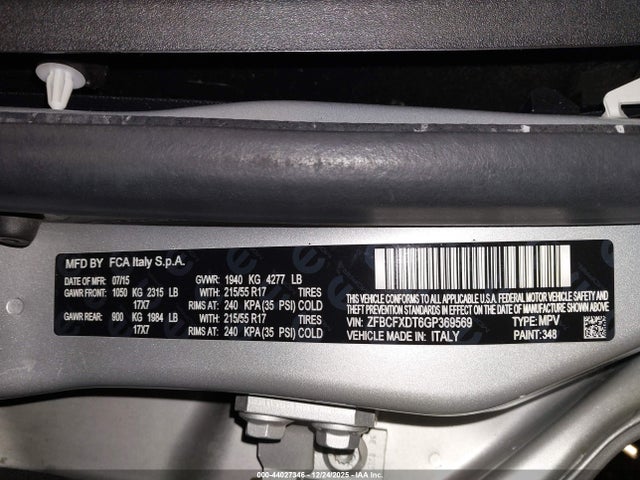 MFD BY FCA Italy S.p.A.
DATE OF MFR: 07/15 GVWR: 1940 KG 4277 LB
GAWR FRONT: 1050 KG 2315 LB WITH 215/55 R17 TIRES
17X7 RIMS AT: 240 KPA (35 PSI) COLD
GAWR REAR: 900 KG 1984 LB WITH 215/55 R17 TIRES
17X7 RIMS AT: 240 KPA (35 PSI) COLD
THIS VEHICLE CONFORMS TO ALL APPLICABLE U.S. FEDERAL MOTOR VEHICLE SAFETY
AND THEFT PREVENTION STANDARDS IN EFFECT ON THE DATE OF MANUFACTURE SHOWN ABOVE
VIN: ZFBCFXDT6GP369569 TYPE: MPV
VEHICLE MADE IN: ITALY PAINT: 348
000-44027346 - 12/24/2025 - IAA